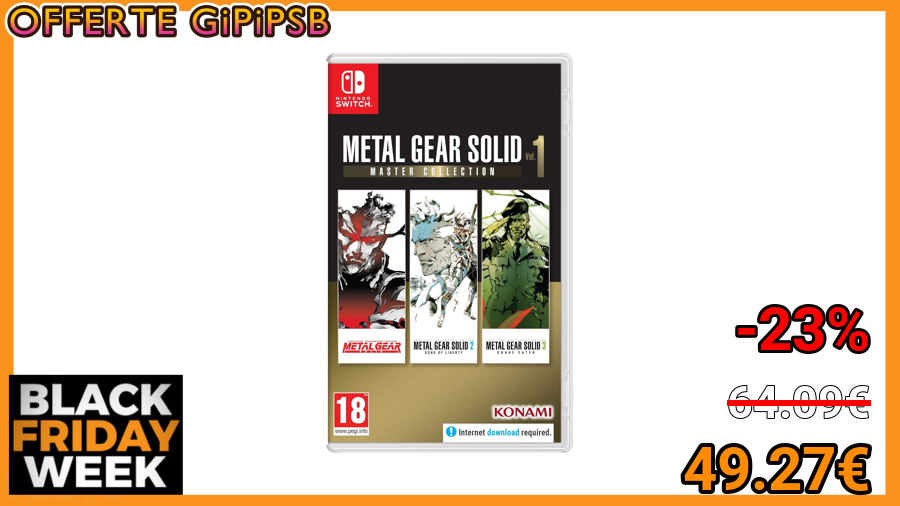 OFFERTE GiPiPSB
NINTENDO
SWITCH.
METAL GEAR SOLID Vol. 1
MASTER COLLECTION
METAL GEAR
SOLID
METAL GEAR SOLID 2
SONS OF LIBERTY
METAL GEAR SOLID 3
SNAKE EATER
18
www.pegi.info
KONAMI
! Internet download required.
BLACK
FRIDAY
WEEK
-23%
64.09€
49.27€